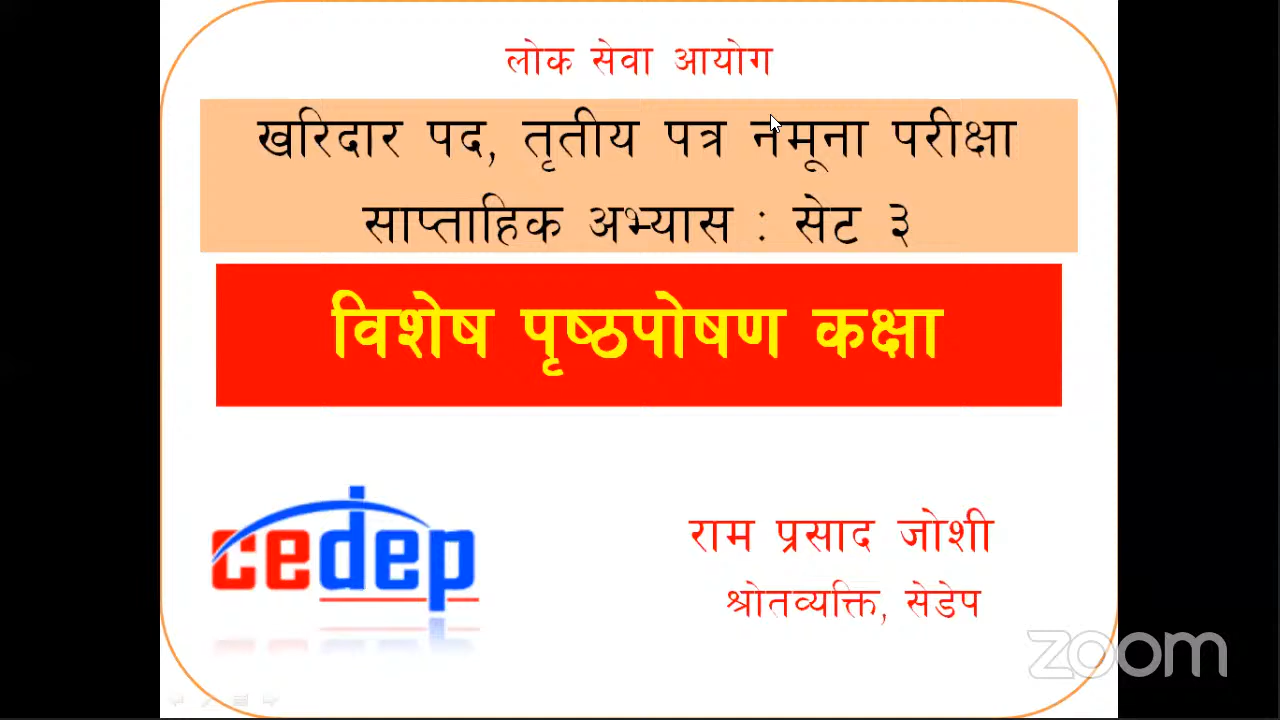 लोक सेवा आयोग
खरिदार पद, तृतीय पत्र नमूना परीक्षा
साप्ताहिक अभ्यास : सेट ३
विशेष पृष्ठपोषण कक्षा
cedep
राम प्रसाद जोशी
श्रोतव्यक्ति, सेडेप
zoom